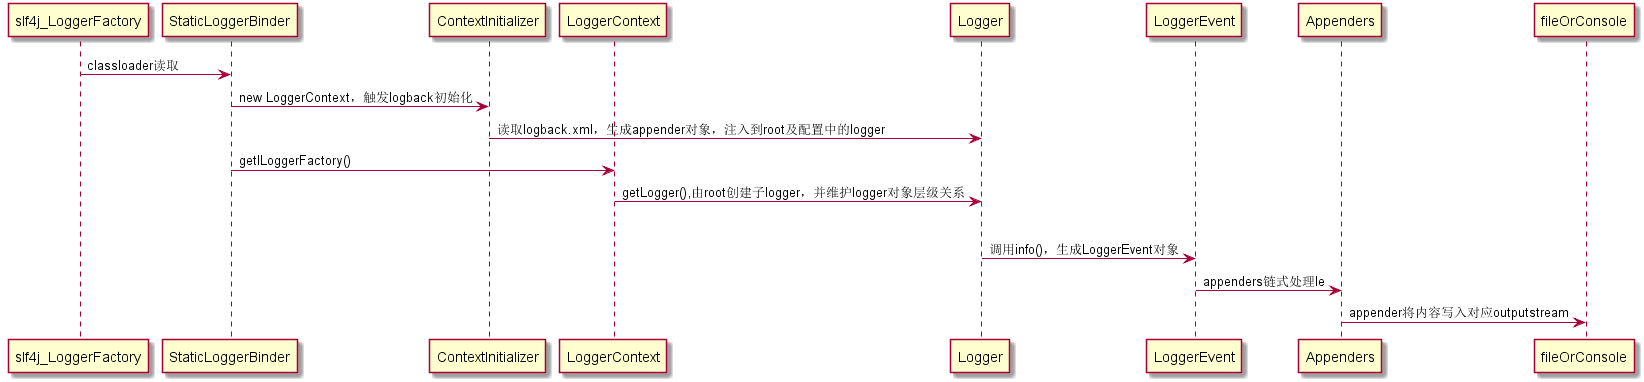 slf4j_LoggerFactory
StaticLoggerBinder
ContextInitializer
LoggerContext
Logger
LoggerEvent
Appenders
fileOrConsole
classloader读取
new LoggerContext，触发logback初始化
读取logback.xml，生成appender对象，注入到root及配置中的logger
getILoggerFactory()
getLogger(),由root创建子logger，并维护logger对象层级关系
调用info()，生成LoggerEvent对象
appenders链式处理le
appender将内容写入对应outputstream
slf4j_LoggerFactory
StaticLoggerBinder
ContextInitializer
LoggerContext
Logger
LoggerEvent
Appenders
fileOrConsole